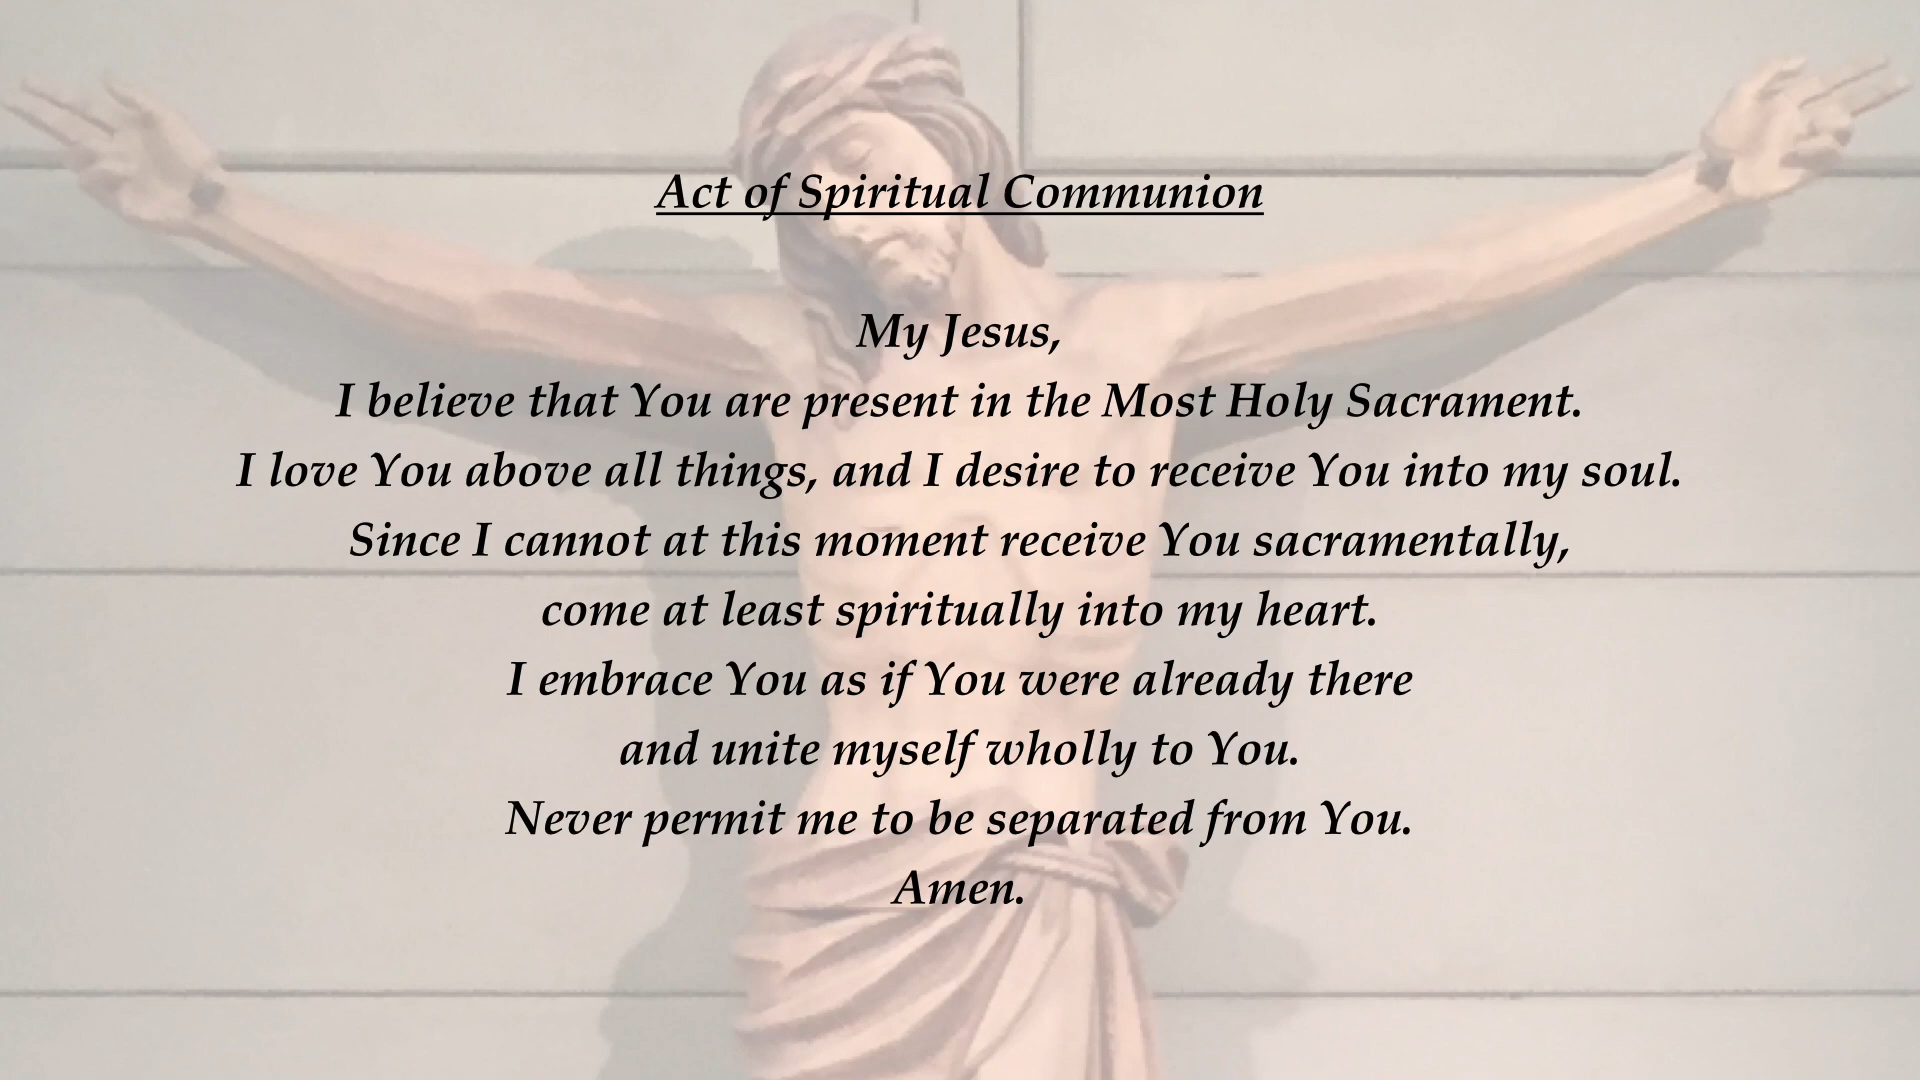 Act of Spiritual Communion
My Jesus,
I believe that You are present in the Most Holy Sacrament.
I love You above all things, and I desire to receive You into my soul.
Since I cannot at this moment receive You sacramentally,
come at least spiritually into my heart.
I embrace You as if You were already there
and unite myself wholly to You.
Never permit me to be separated from You.
Amen.